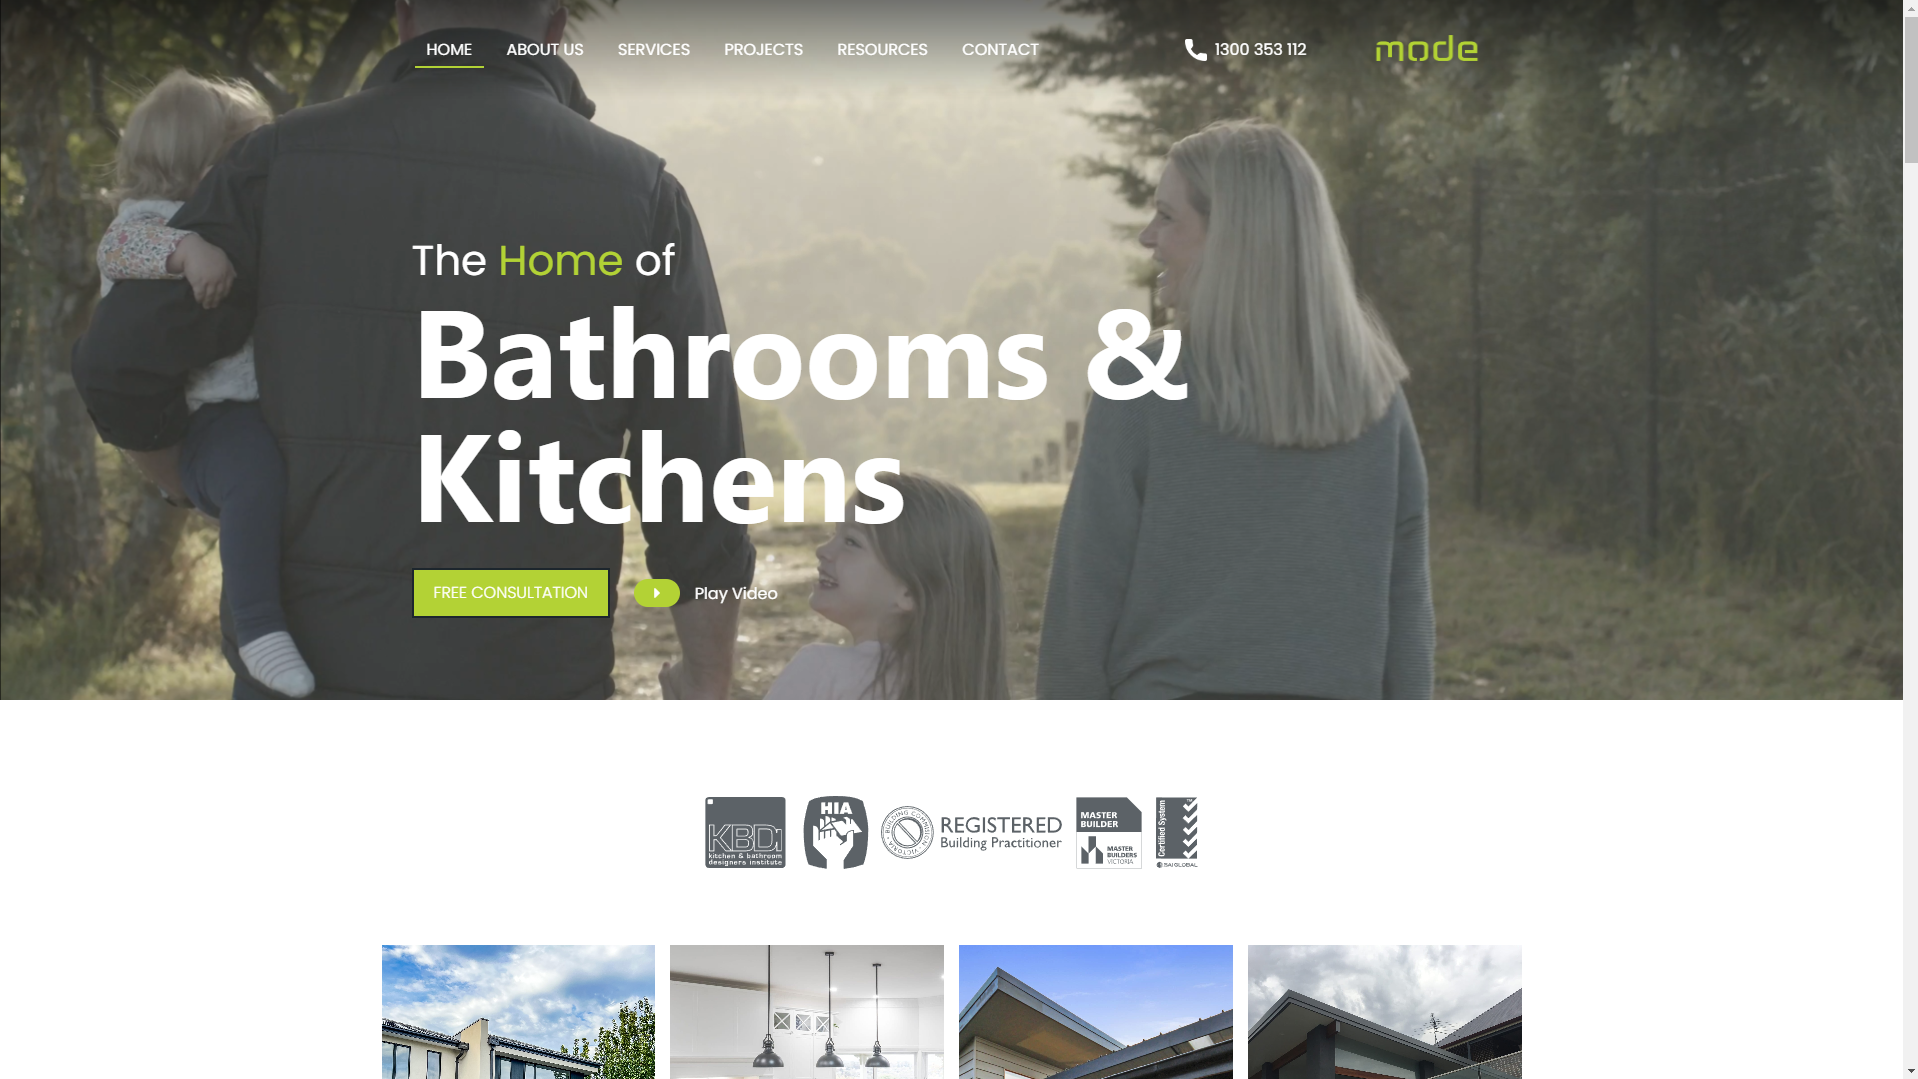 HOME ABOUT US SERVICES PROJECTS RESOURCES CONTACT 1300 353 112 mode
The Home of
Bathrooms &
Kitchens
FREE CONSULTATION Play Video
KBDi
kitchen & bathroom
designers institute
HIA
BUILDING COMMISSION VICTORIA
REGISTERED
Building Practitioner
MASTER
BUILDER
MASTER
BUILDERS
VICTORIA
Certified System
SAI GLOBAL